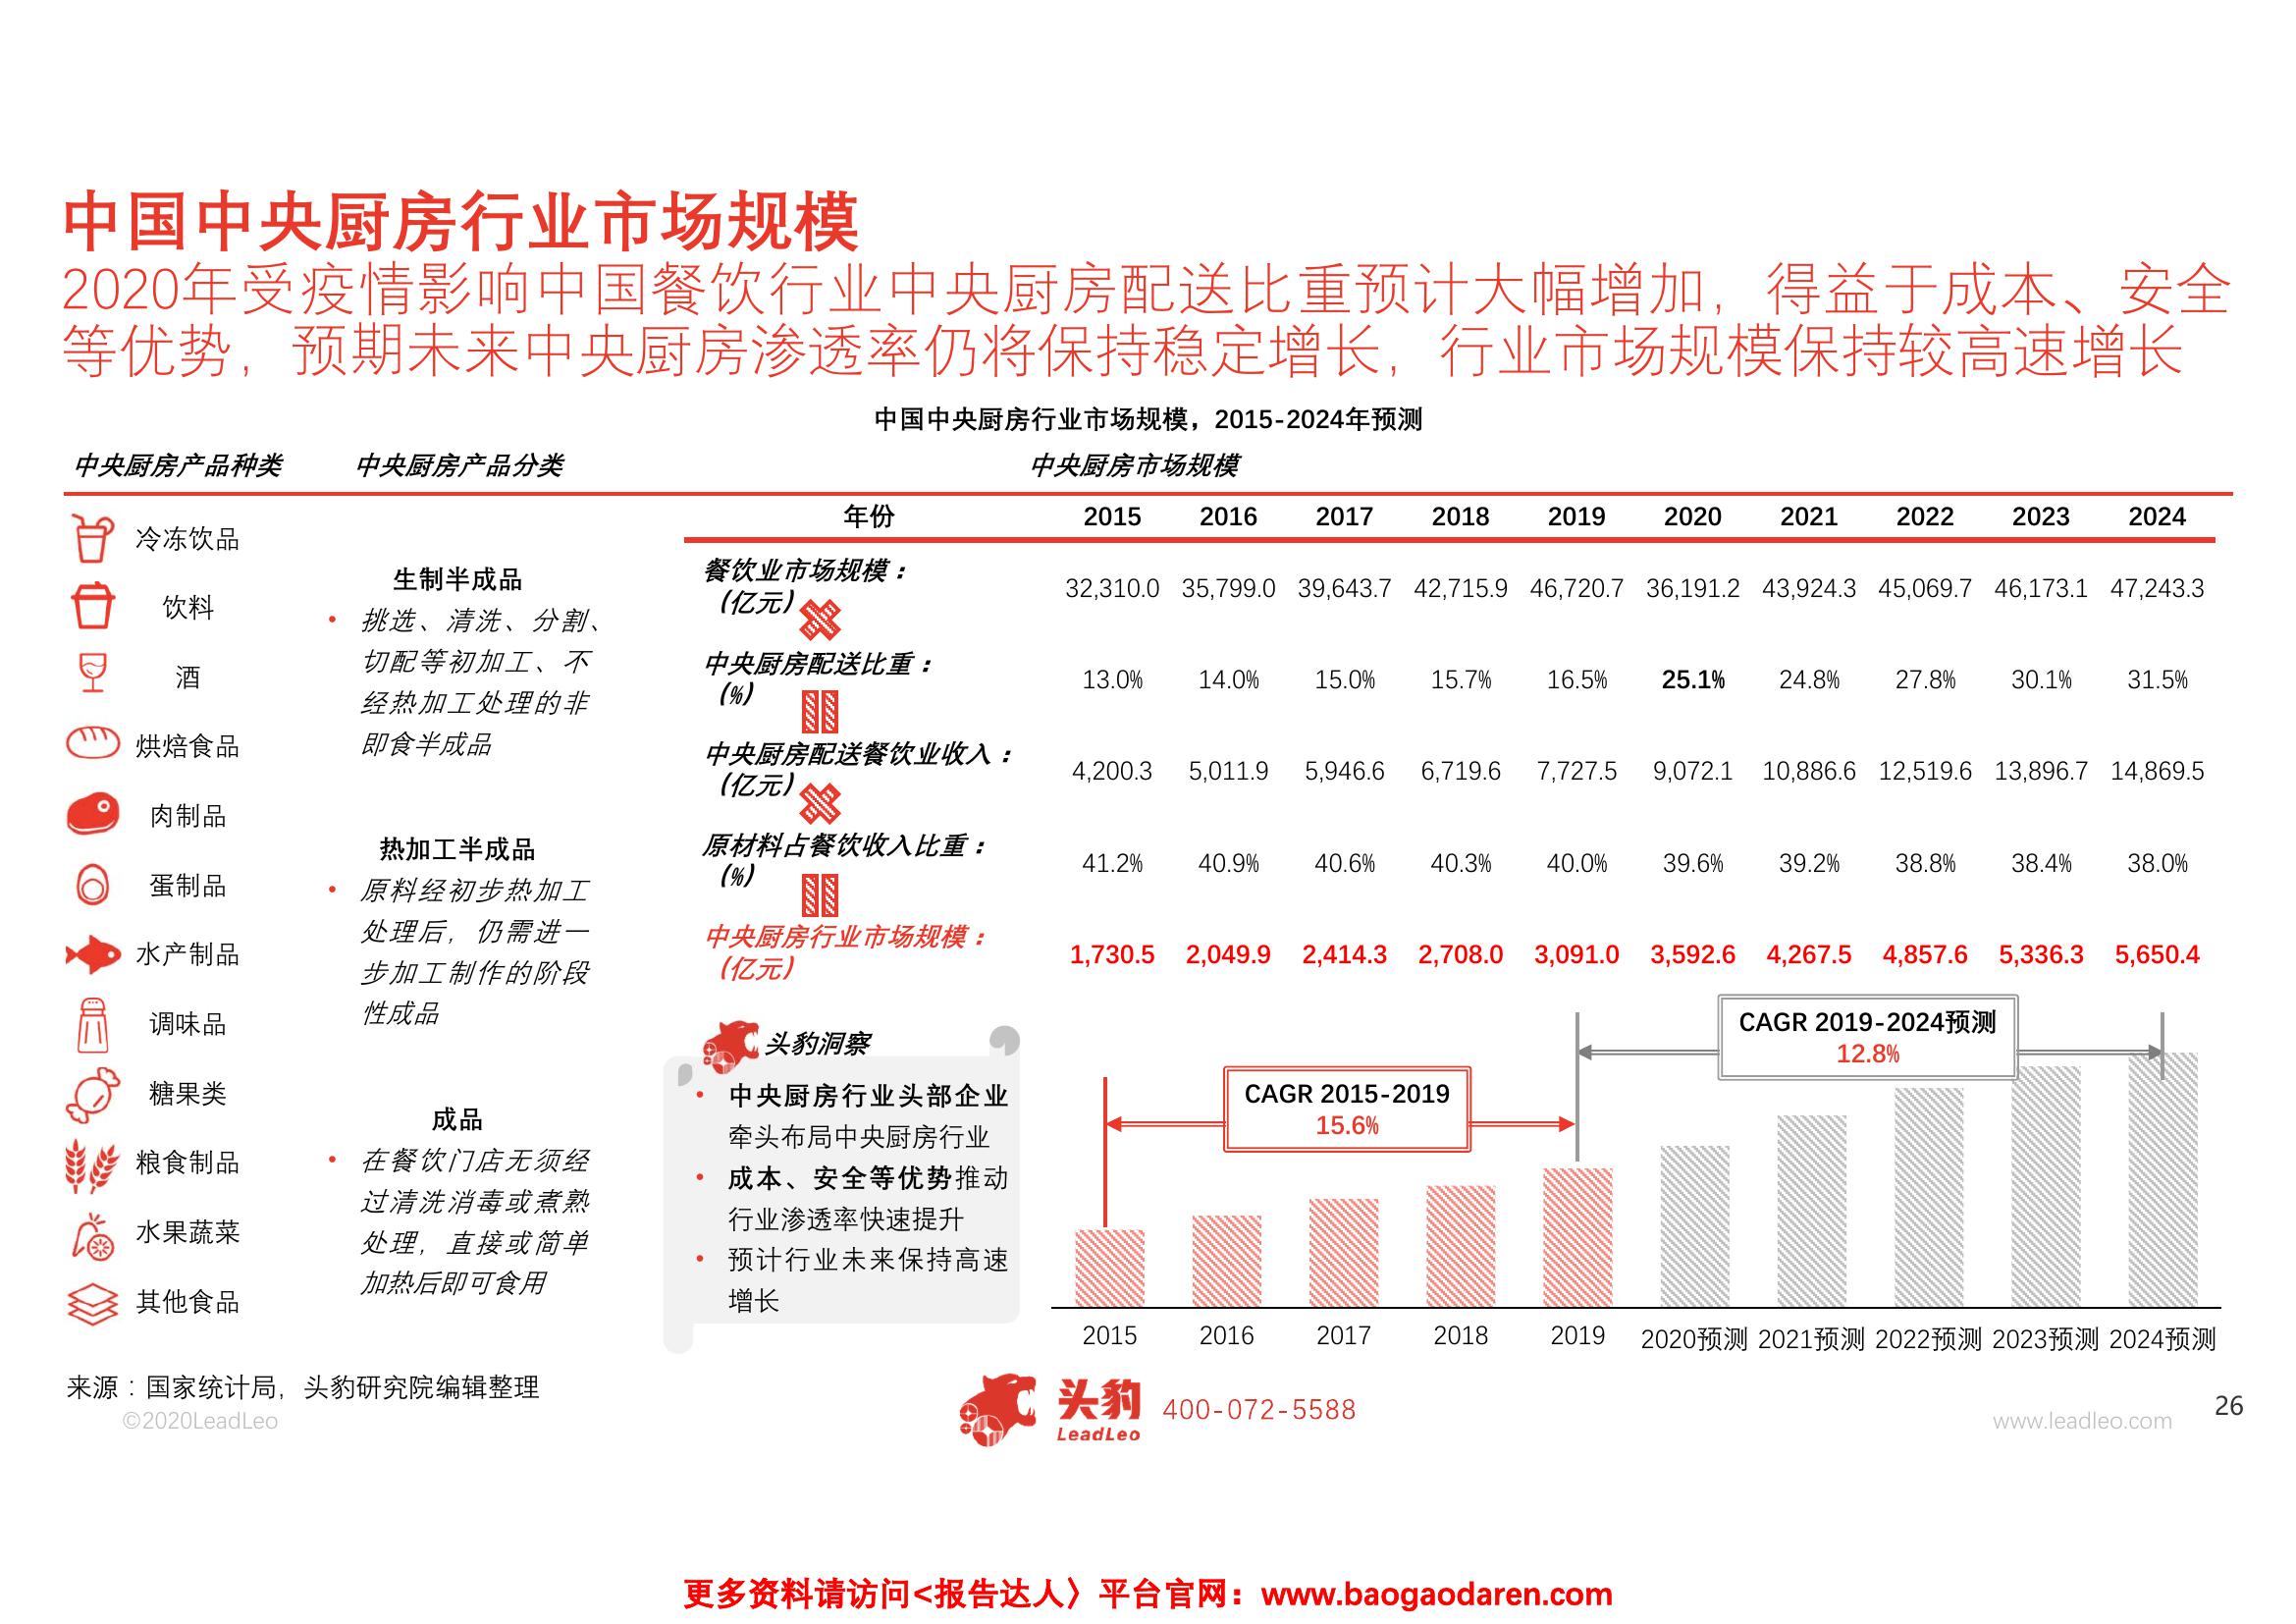 中国中央厨房行业市场规模
2020年受疫情影响中国餐饮行业中央厨房配送比重预计大幅增加，得益于成本、安全
等优势，预期未来中央厨房渗透率仍将保持稳定增长，行业市场规模保持较高速增长
中国中央厨房行业市场规模，2015-2024年预测
中央厨房产品种类
冷冻饮品
饮料
酒
烘焙食品
肉制品
蛋制品
水产制品
调味品
糖果类
粮食制品
水果蔬菜
其他食品
中央厨房产品分类
生制半成品
• 挑选、清洗、分割、
切配等初加工、不
经热加工处理的非
即食半成品
热加工半成品
• 原料经初步热加工
处理后，仍需进一
步加工制作的阶段
性成品
成品
• 在餐饮门店无须经
过清洗消毒或煮熟
处理，直接或简单
加热后即可食用
中央厨房市场规模
年份 2015 2016 2017 2018 2019 2020 2021 2022 2023 2024
餐饮业市场规模：
（亿元）
32,310.0 35,799.0 39,643.7 42,715.9 46,720.7 36,191.2 43,924.3 45,069.7 46,173.1 47,243.3
中央厨房配送比重：
（%）
13.0% 14.0% 15.0% 15.7% 16.5% 25.1% 24.8% 27.8% 30.1% 31.5%
中央厨房配送餐饮业收入：
（亿元）
4,200.3 5,011.9 5,946.6 6,719.6 7,727.5 9,072.1 10,886.6 12,519.6 13,896.7 14,869.5
原材料占餐饮收入比重：
（%）
41.2% 40.9% 40.6% 40.3% 40.0% 39.6% 39.2% 38.8% 38.4% 38.0%
中央厨房行业市场规模：
（亿元）
1,730.5 2,049.9 2,414.3 2,708.0 3,091.0 3,592.6 4,267.5 4,857.6 5,336.3 5,650.4
头豹洞察
• 中央厨房行业头部企业
牵头布局中央厨房行业
• 成本、安全等优势推动
行业渗透率快速提升
• 预计行业未来保持高速
增长
CAGR 2015-2019
15.6%
CAGR 2019-2024预测
12.8%
2015 2016 2017 2018 2019 2020预测 2021预测 2022预测 2023预测 2024预测
来源：国家统计局，头豹研究院编辑整理
©2020LeadLeo
头豹
LeadLeo
400-072-5588
www.leadleo.com
26
更多资料请访问<报告达人〉平台官网：www.baogaodaren.com